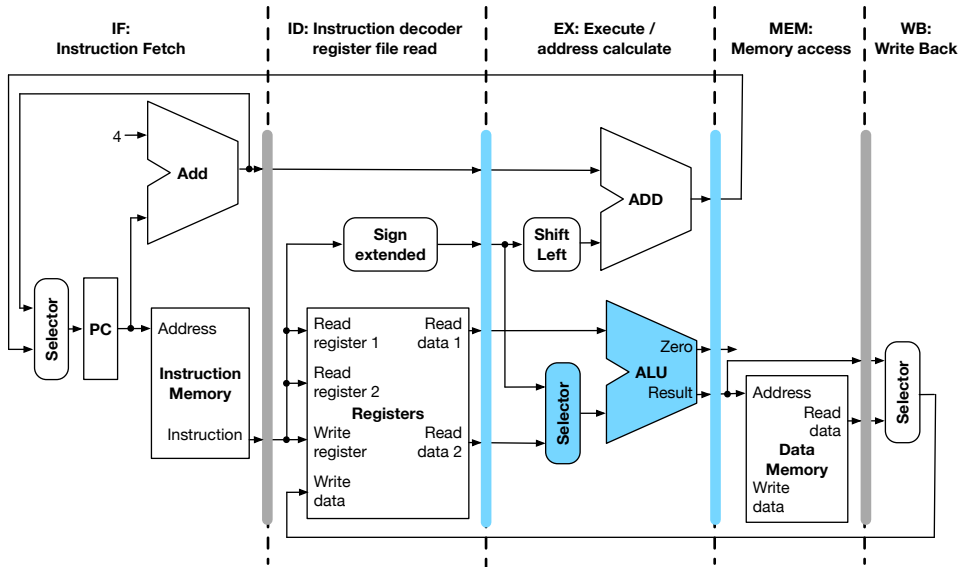 IF:
Instruction Fetch
ID: Instruction decoder
register file read
EX: Execute /
address calculate
MEM:
Memory access
WB:
Write Back
4
Add
ADD
Sign
extended
Shift
Left
Selector
PC
Address
Instruction
Memory
Instruction
Read
register 1
Read
data 1
Read
register 2
Registers
Write
register
Read
data 2
Write
data
Selector
Zero
ALU
Result
Address
Read
data
Data
Memory
Write
data
Selector